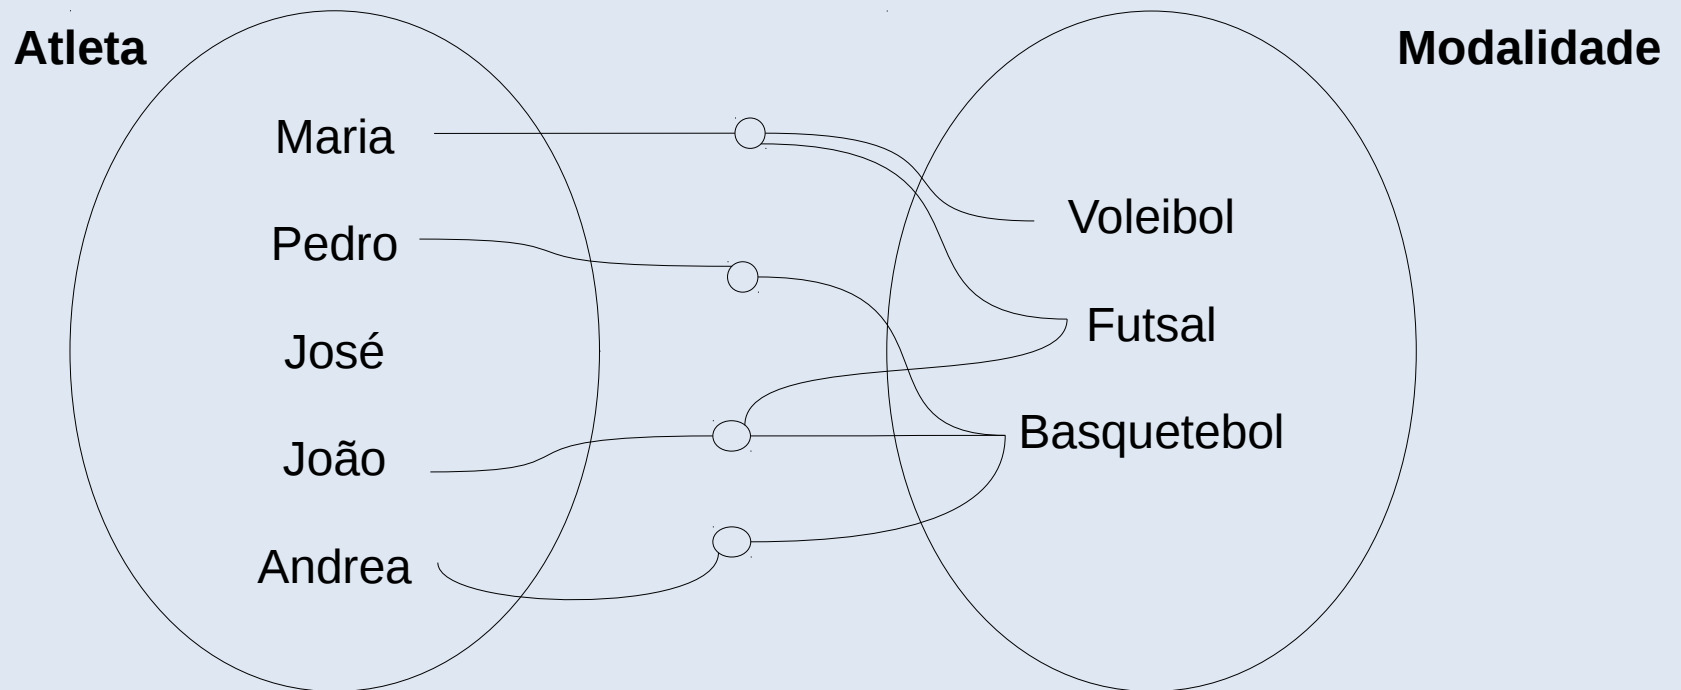 Atleta
Modalidade
Maria
Pedro
José
João
Andrea
Voleibol
Futsal
Basquetebol